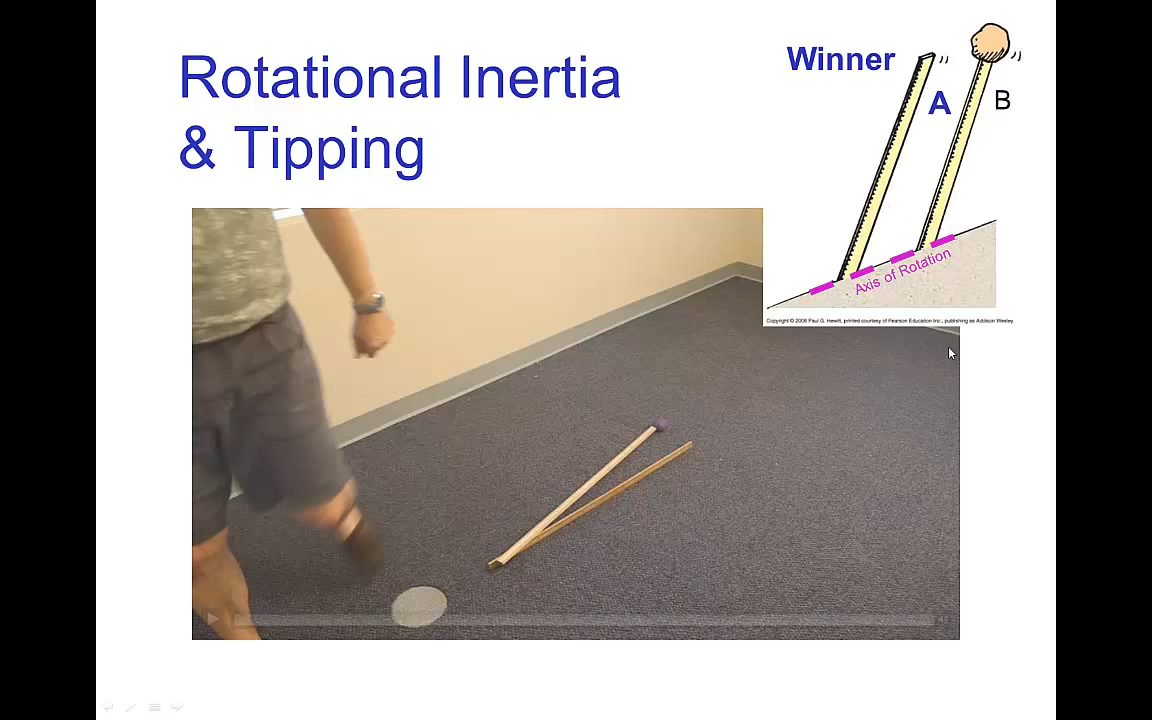 Rotational Inertia
& Tipping
Winner
A
B
Axis of Rotation
Copyright © 2006 Paul G. Hewitt, printed courtesy of Pearson Education Inc., publishing as Addison Wesley.